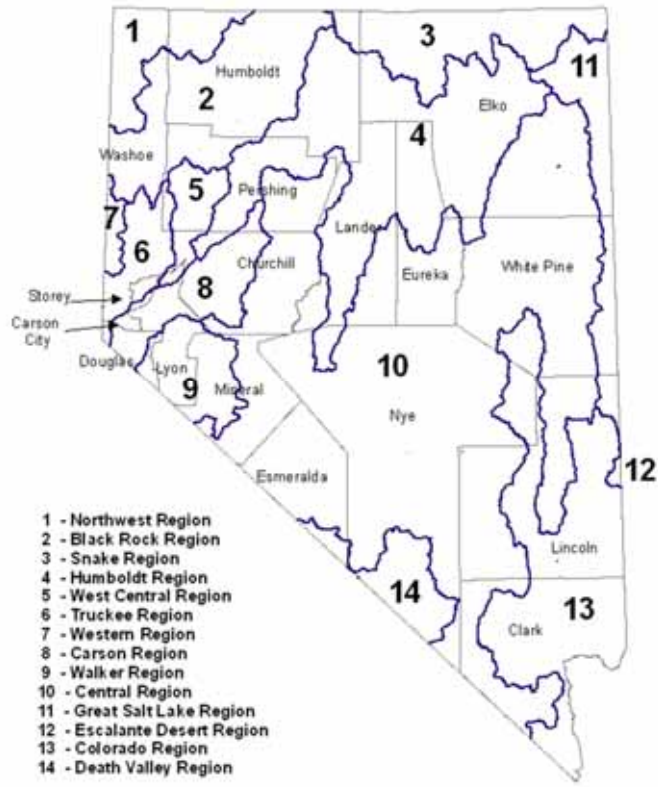 1
3
Humboldt
11
2
Elko
4
Washoe
5
Pershing
7
Lander
6
White Pine
Churchill
Eureka
8
Storey
Carson
City
Douglas
Lyon
10
9
Mineral
Nye
12
Esmeralda
Lincoln
14
13
Clark
1 - Northwest Region
2 - Black Rock Region
3 - Snake Region
4 - Humboldt Region
5 - West Central Region
6 - Truckee Region
7 - Western Region
8 - Carson Region
9 - Walker Region
10 - Central Region
11 - Great Salt Lake Region
12 - Escalante Desert Region
13 - Colorado Region
14 - Death Valley Region